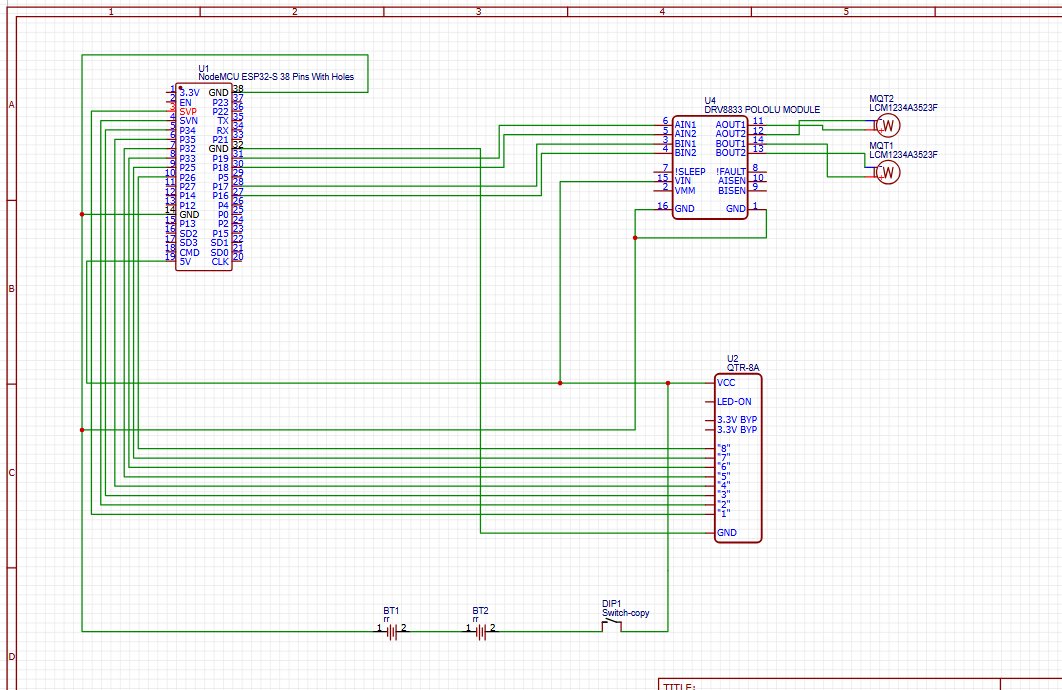 1 2 3 4 5
A
B
C
D
U1
NodeMCU ESP32-S 38 Pins With Holes
1 3.3V GND 38
2 EN P23 37
3 SVP P22 36
4 SVN TX 35
5 P34 RX 34
6 P35 P21 33
7 P32 GND 32
8 P33 P19 31
9 P25 P18 30
10 P26 P5 29
11 P27 P17 28
12 P14 P16 27
13 P12 P4 26
14 GND P0 25
15 P13 P2 24
16 SD2 P15 23
17 SD3 SD1 22
18 CMD SD0 21
19 5V CLK 20
U4
DRV8833 POLOLU MODULE
6 AIN1 AOUT1 11
5 AIN2 AOUT2 12
3 BIN1 BOUT1 14
4 BIN2 BOUT2 13
7 !SLEEP !FAULT 8
15 VIN AISEN 10
2 VMM BISEN 9
16 GND GND 1
MQT2
LCM1234A3523F
W
MQT1
LCM1234A3523F
W
U2
QTR-8A
VCC
LED-ON
3.3V BYP
3.3V BYP
"8"
"7"
"6"
"5"
"4"
"3"
"2"
"1"
GND
BT1
rr
1 2
BT2
rr
1 2
DIP1
Switch-copy
TITLE: